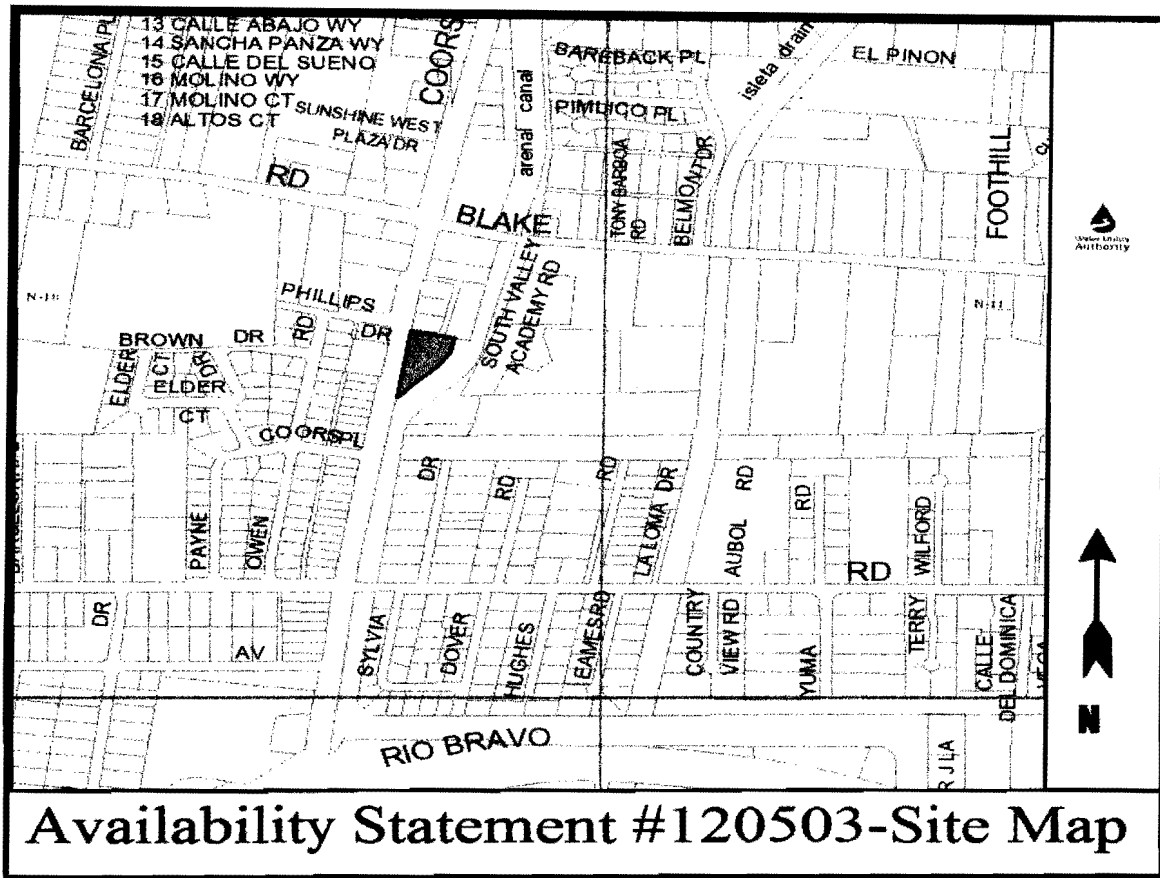 13 CALLE ABAJO WY
14 SANCHA PANZA WY
15 CALLE DEL SUENO
16 MOLINO WY
17 MOLINO CT
18 ALTOS CT
SUNSHINE WEST
PLAZA DR
BARCELONA PL
COORS
arenal canal
BAREBACK PL
PIMLICO PL
isleta drain
EL PINON
TONY BARBOA
RD
BELMONT DR
FOOTHILL
RD
BLAKE
SOUTH VALLEY
ACADEMY RD
PHILLIPS
DR
BROWN DR
RD
ELDER
CT
DR
ELDER
CT
COORS PL
PAYNE
OWEN
DR
RD
RD
LA LOMA DR
AUBOL RD
RD
WILFORD
RD
DR
AV
SYLVIA
DOVER
HUGHES
EAMES RD
COUNTRY
VIEW RD
YUMA
TERRY
CALLE
DEL DOMINICA
RIO BRAVO
R J LA
N-11
Water Utility
Authority
N
Availability Statement #120503-Site Map